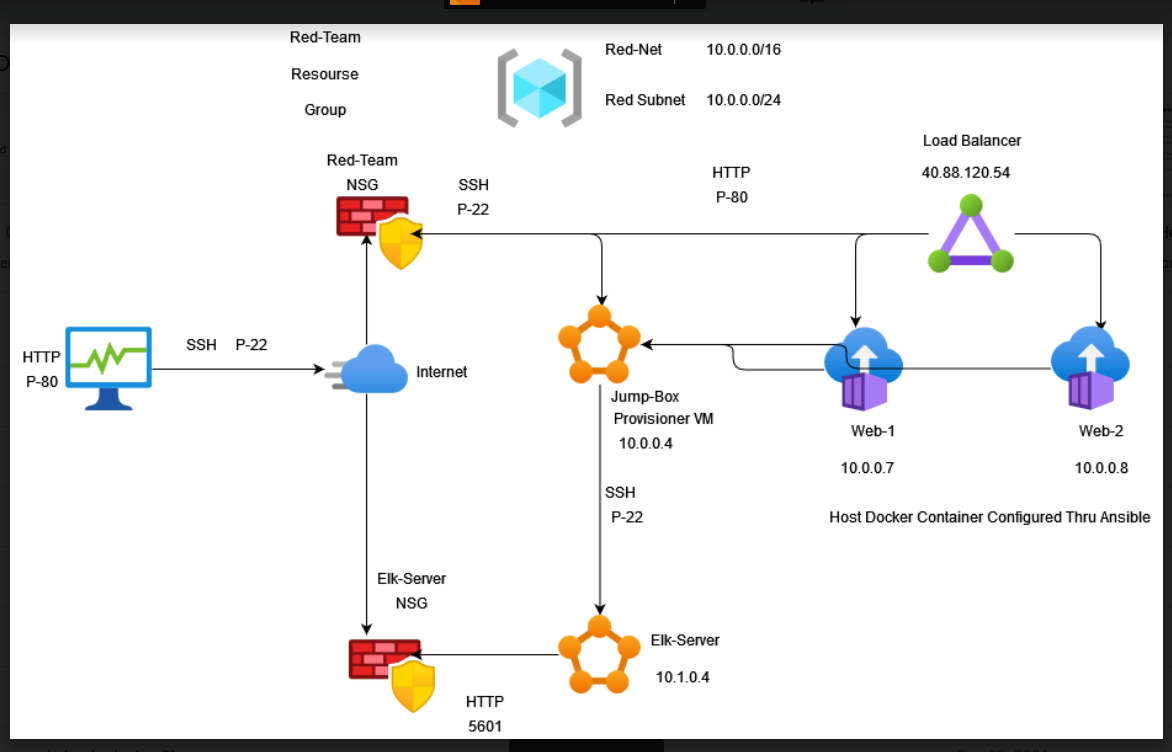 Red-Team
Resourse
Group
Red-Net 10.0.0.0/16
Red Subnet 10.0.0.0/24
Load Balancer
40.88.120.54
Red-Team
NSG
SSH
P-22
HTTP
P-80
HTTP
P-80
SSH P-22
Internet
Jump-Box
Provisioner VM
10.0.0.4
Web-1
10.0.0.7
Web-2
10.0.0.8
Host Docker Container Configured Thru Ansible
SSH
P-22
Elk-Server
NSG
Elk-Server
10.1.0.4
HTTP
5601